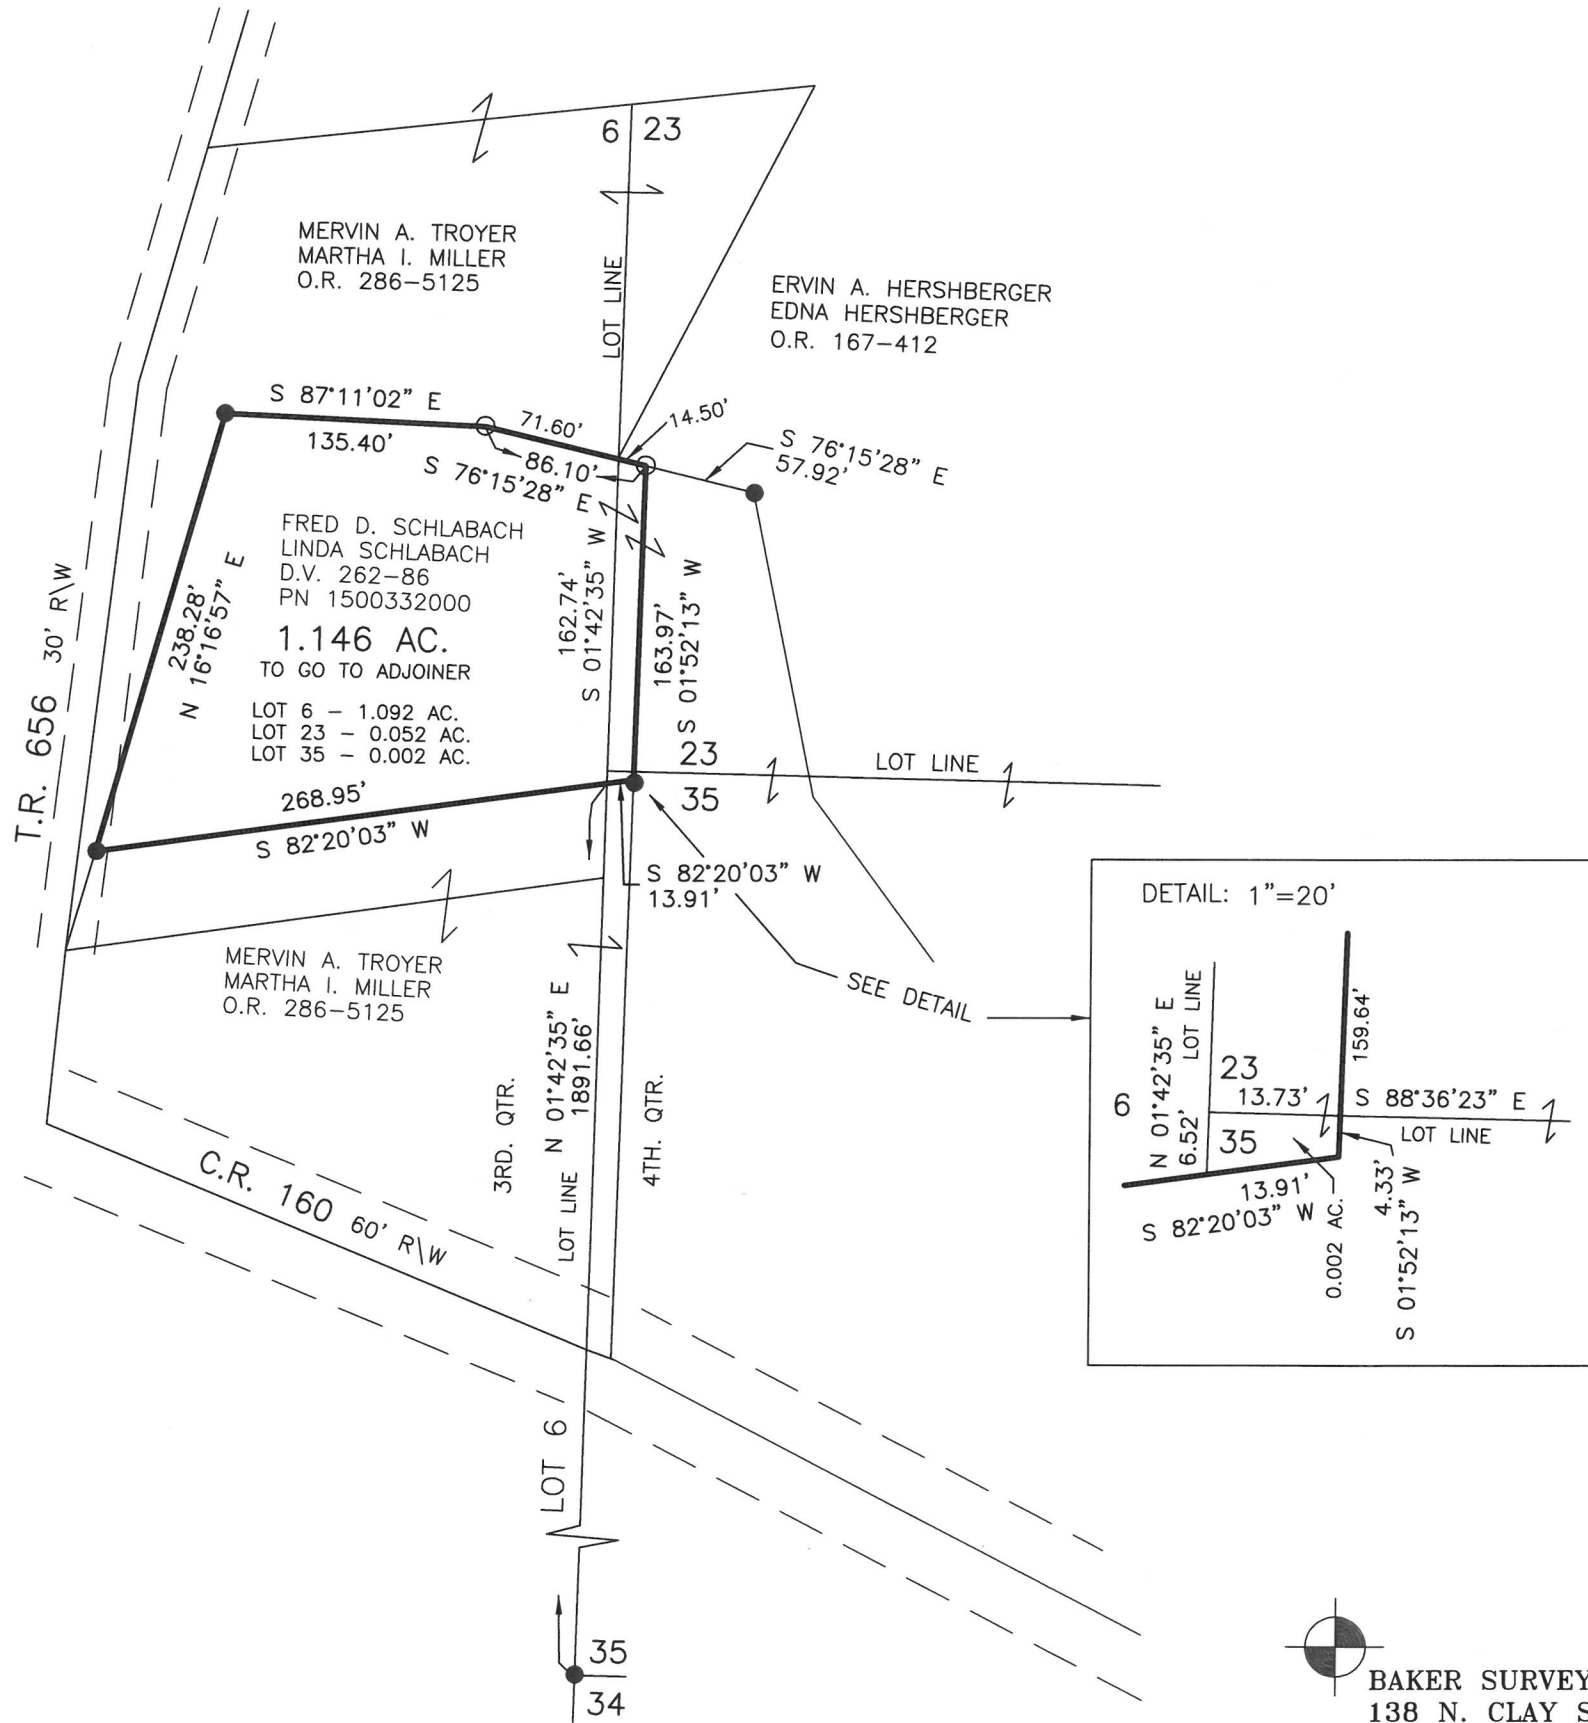 6 23
MERVIN A. TROYER
MARTHA I. MILLER
O.R. 286-5125
LOT LINE
ERVIN A. HERSHBERGER
EDNA HERSHBERGER
O.R. 167-412
S 87°11'02" E
135.40'
71.60'
14.50'
86.10'
S 76°15'28" E
S 76°15'28" E
57.92'
FRED D. SCHLABACH
LINDA SCHLABACH
D.V. 262-86
PN 1500332000
1.146 AC.
TO GO TO ADJOINER
LOT 6 - 1.092 AC.
LOT 23 - 0.052 AC.
LOT 35 - 0.002 AC.
238.28'
N 16°16'57" E
162.74'
S 01°42'35" W
163.97'
S 01°52'13" W
T.R. 656 30' R\W
268.95'
S 82°20'03" W
23
35
LOT LINE
S 82°20'03" W
13.91'
SEE DETAIL
MERVIN A. TROYER
MARTHA I. MILLER
O.R. 286-5125
3RD. QTR.
LOT LINE N 01°42'35" E
1891.66'
4TH. QTR.
C.R. 160 60' R\W
LOT 6
35
34
DETAIL: 1"=20'
N 01°42'35" E
6.52'
LOT LINE
159.64'
6
23
13.73'
S 88°36'23" E
LOT LINE
35
13.91'
S 82°20'03" W
0.002 AC.
4.33'
S 01°52'13" W
BAKER SURVEY
138 N. CLAY S